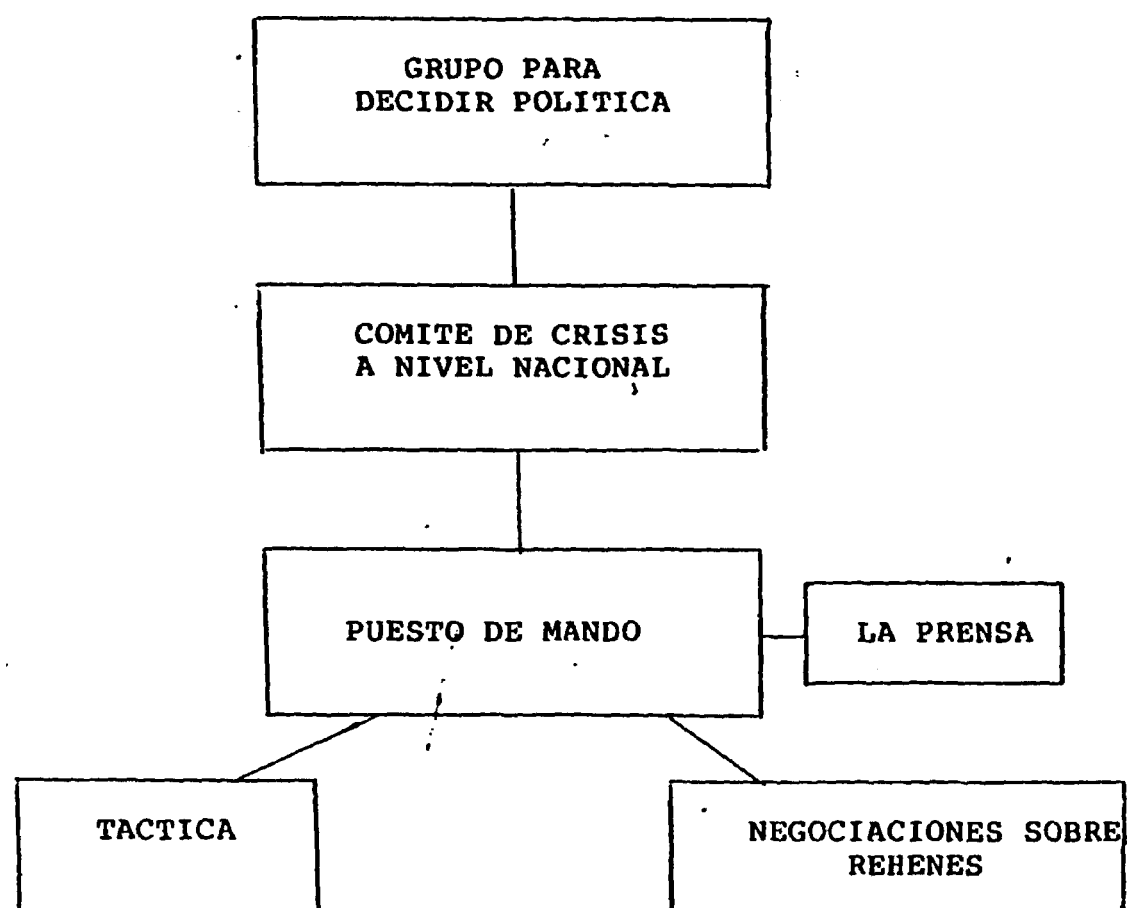 GRUPO PARA
DECIDIR POLITICA
COMITE DE CRISIS
A NIVEL NACIONAL
PUESTO DE MANDO
LA PRENSA
TACTICA
NEGOCIACIONES SOBRE
REHENES